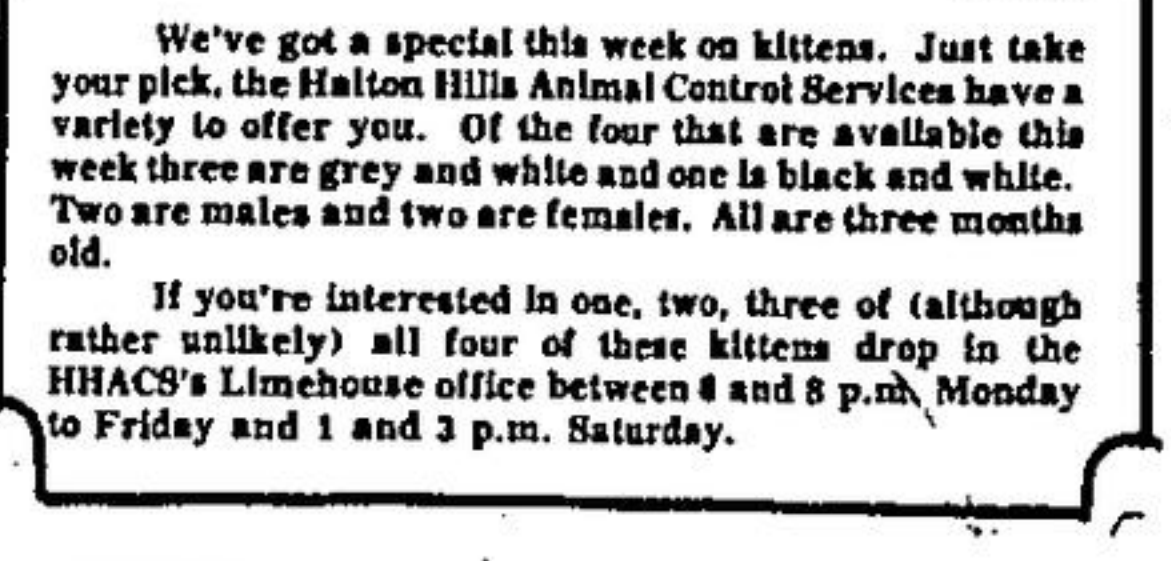 We've got a special this week on kittens. Just take
your pick, the Halton Hills Animal Control Services have a
variety to offer you. Of the four that are available this
week three are grey and white and one is black and white.
Two are males and two are females. All are three months
old.
If you're interested in one, two, three of (although
rather unlikely) all four of these kittens drop in the
HHACS's Limehouse office between and 8 p.m. Monday
to Friday and 1 and 3 p.m. Saturday.